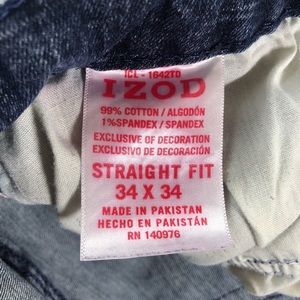 ICL - 1642TD
IZOD
99% COTTON / ALGODÓN
1% SPANDEX / SPANDEX
EXCLUSIVE OF DECORATION
EXCLUSIVO DE DECORACIÓN
STRAIGHT FIT
34 X 34
MADE IN PAKISTAN
HECHO EN PAKISTÁN
RN 140976